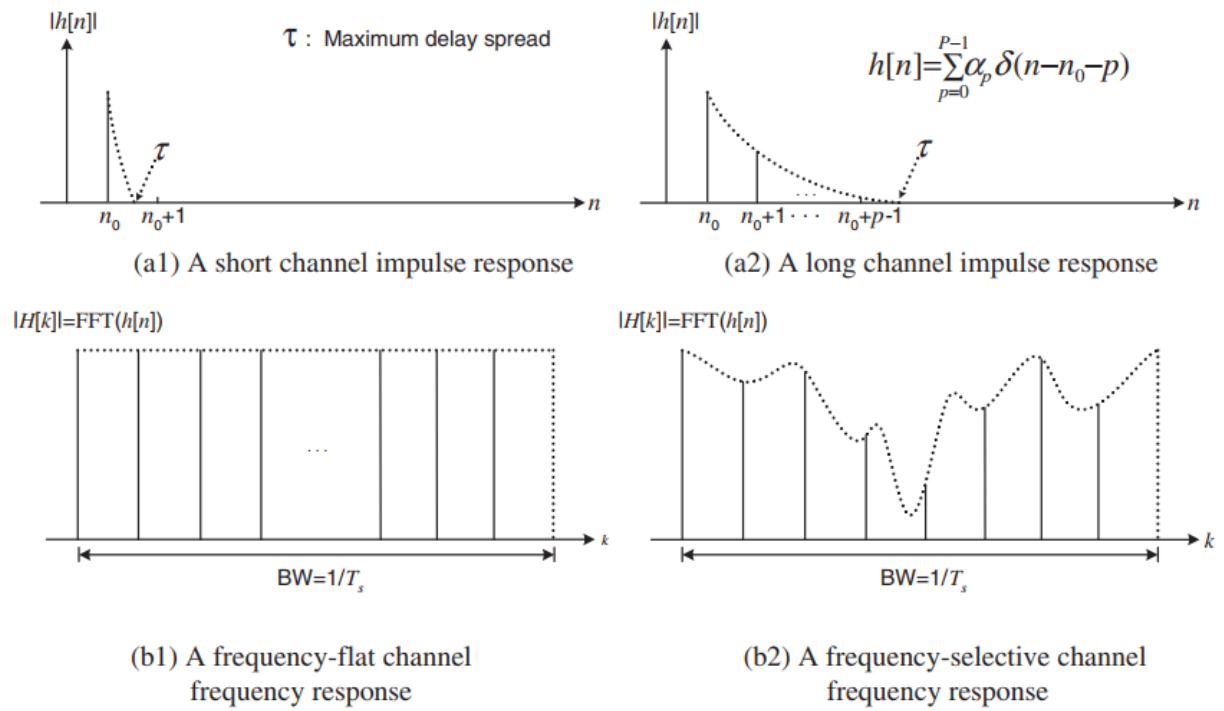 |h[n]|
τ : Maximum delay spread
τ
n₀ n₀+1
n
(a1) A short channel impulse response
|h[n]|
h[n]=∑_{p=0}^{P−1} α_p δ(n−n₀−p)
τ
...
n₀ n₀+1 · · · n₀+p-1
n
(a2) A long channel impulse response
|H[k]|=FFT(h[n])
...
k
BW=1/Tₛ
(b1) A frequency-flat channel
frequency response
|H[k]|=FFT(h[n])
k
BW=1/Tₛ
(b2) A frequency-selective channel
frequency response